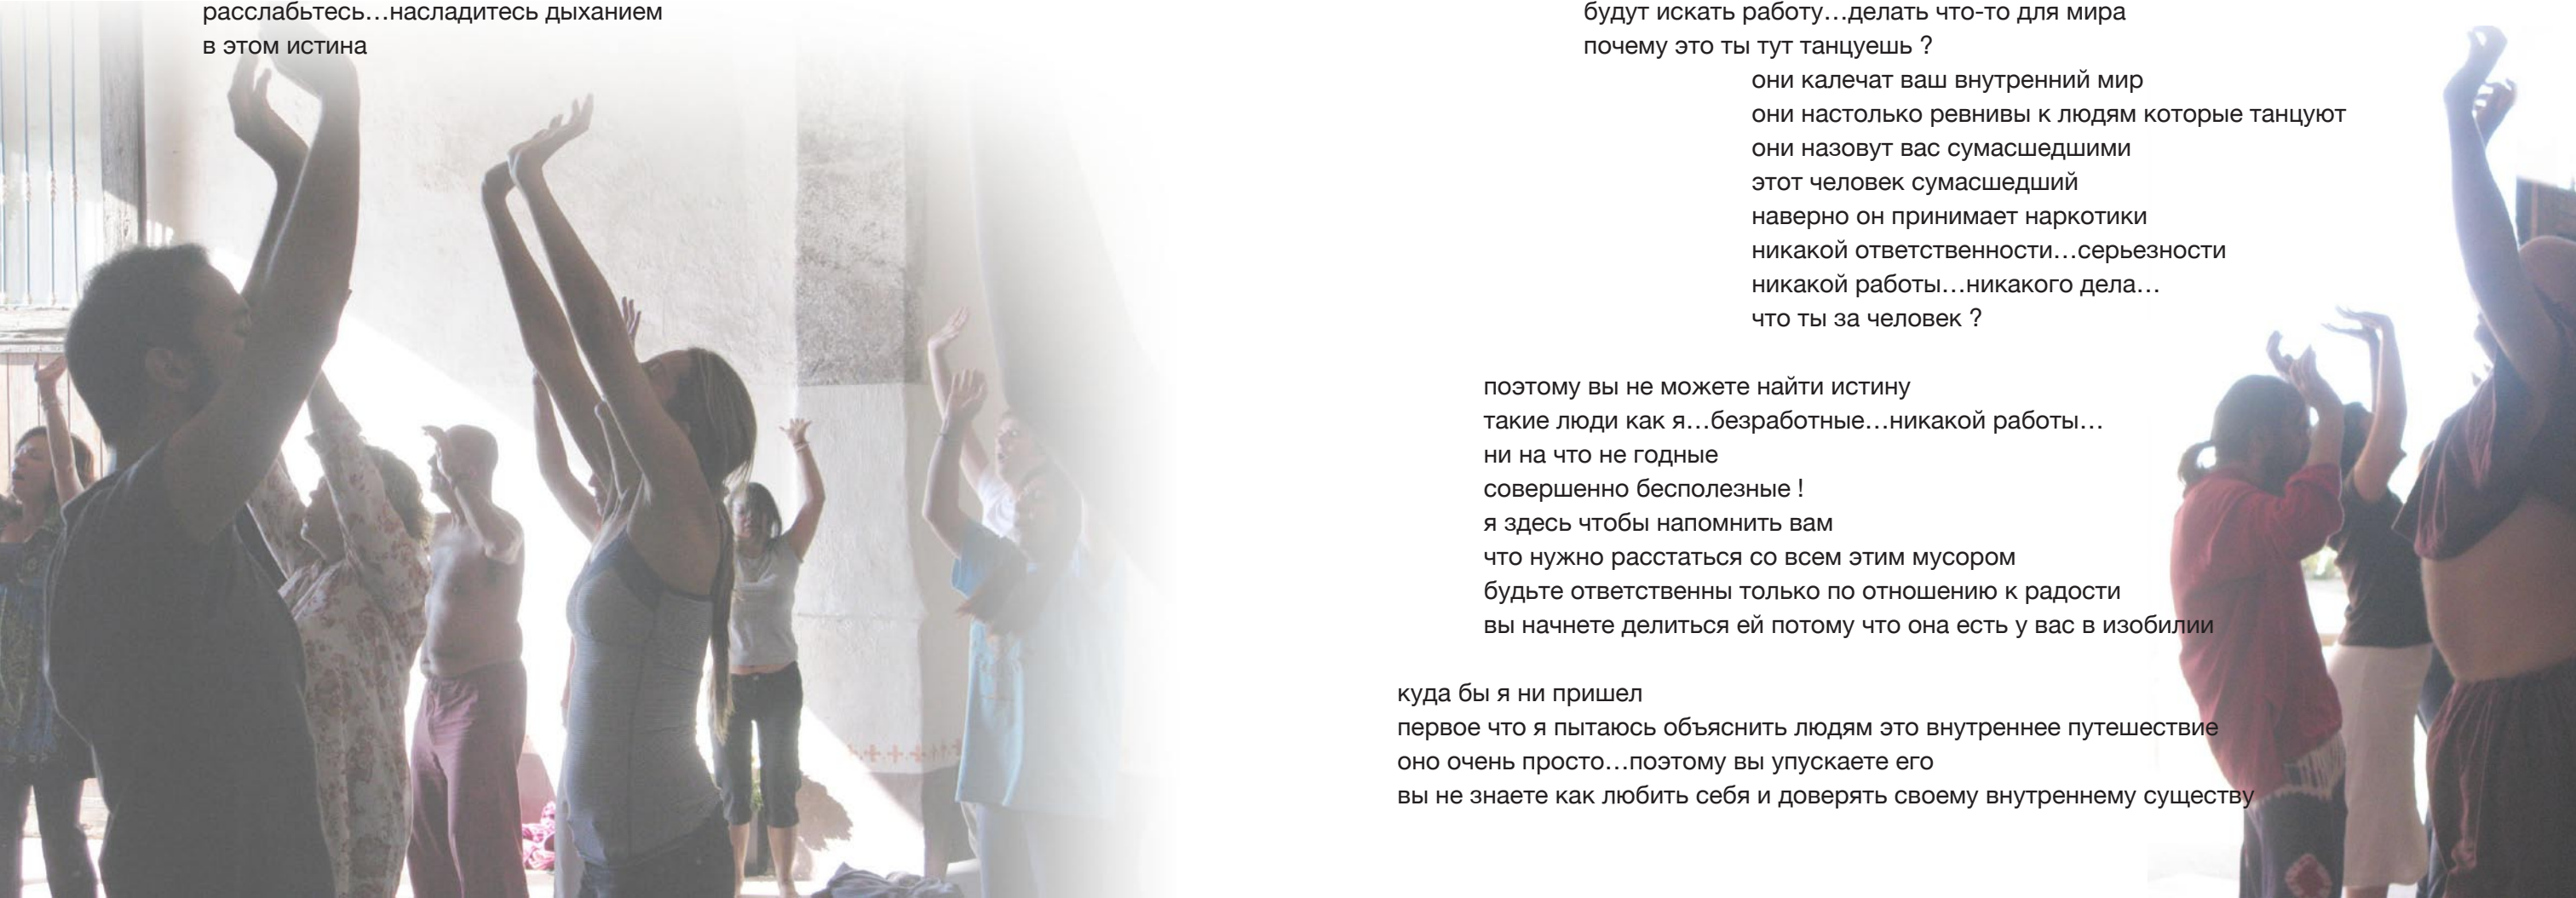 расслабьтесь...насладитесь дыханием
в этом истина
будут искать работу...делать что-то для мира
почему это ты тут танцуешь ?
они калечат ваш внутренний мир
они настолько ревнивы к людям которые танцуют
они назовут вас сумасшедшими
этот человек сумасшедший
наверно он принимает наркотики
никакой ответственности...серьезности
никакой работы...никакого дела...
что ты за человек ?
поэтому вы не можете найти истину
такие люди как я...безработные...никакой работы...
ни на что не годные
совершенно бесполезные !
я здесь чтобы напомнить вам
что нужно расстаться со всем этим мусором
будьте ответственны только по отношению к радости
вы начнете делиться ей потому что она есть у вас в изобилии
куда бы я ни пришел
первое что я пытаюсь объяснить людям это внутреннее путешествие
оно очень просто...поэтому вы упускаете его
вы не знаете как любить себя и доверять своему внутреннему существу